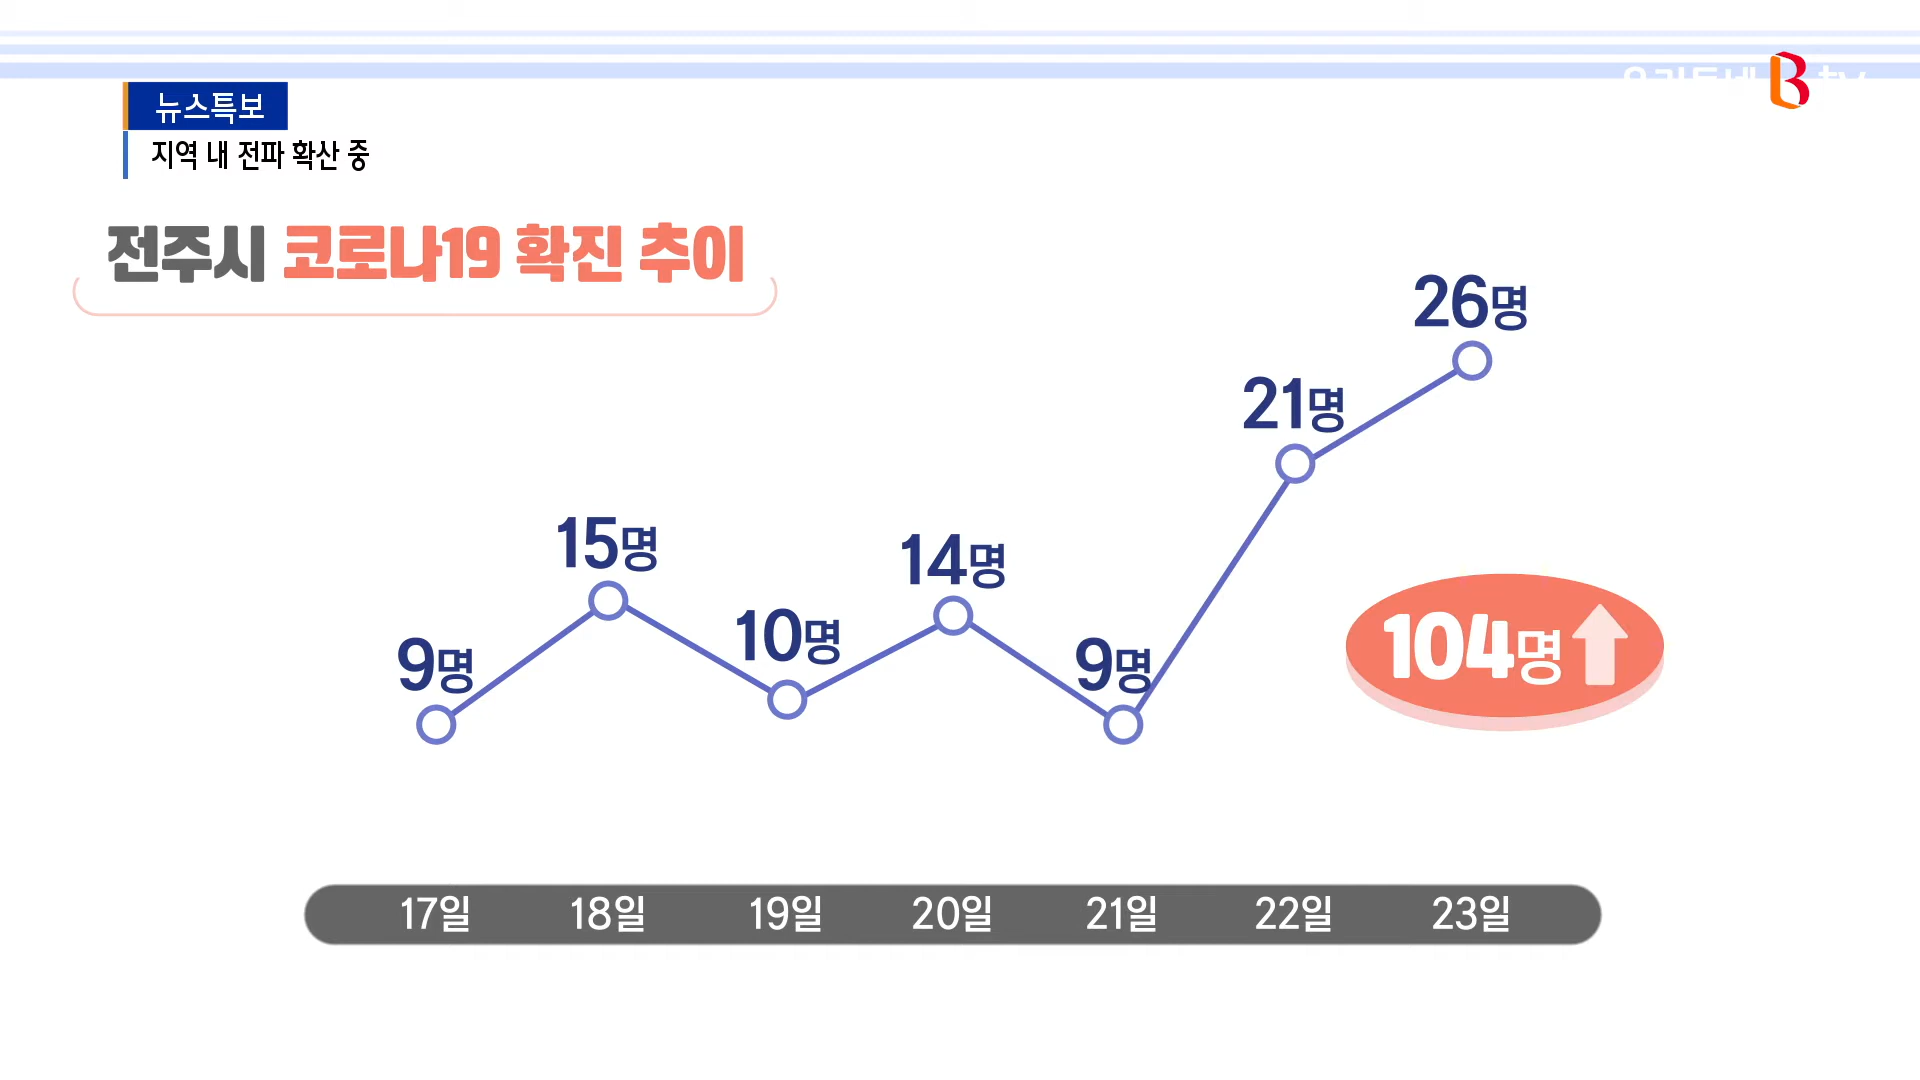 뉴스특보
지역 내 전파 확산 중
전주시 코로나19 확진 추이
9명 15명 10명 14명 9명 21명 26명
104명
17일 18일 19일 20일 21일 22일 23일
B tv